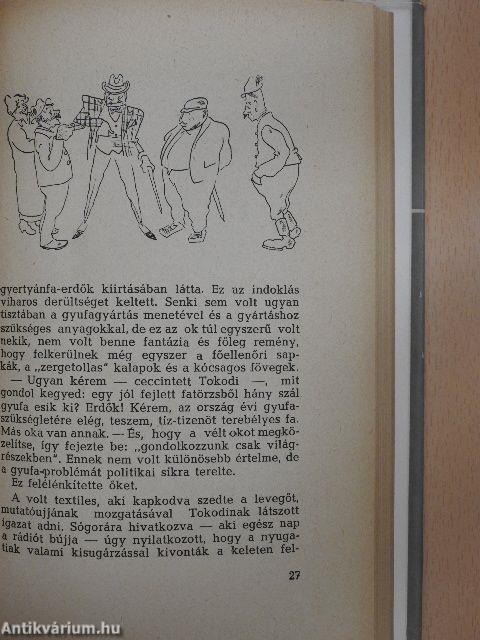 gyertyánfa-erdők kiirtásában látta. Ez az indoklás
viharos derültséget keltett. Senki sem volt ugyan
tisztában a gyufagyártás menetével és a gyártáshoz
szükséges anyagokkal, de ez az ok túl egyszerű volt
nekik, nem volt benne fantázia és főleg remény,
hogy felkerülnek még egyszer a főellenőri sap-
kák, a „zergetollas" kalapok és a kócsagos fövegek.
— Ugyan kérem — ceccintett Tokodi —, mit
gondol kegyed: egy jól fejlett fatörzsből hány szál
gyufa esik ki? Erdők! Kérem, az ország évi gyufa-
szükségletére elég, teszem, tíz-tizenöt terebélyes fa.
Más oka van annak. — És, hogy a vélt okot megkö-
zelítse, így fejezte be: „gondolkozzunk csak világ-
részekben". Ennek nem volt különösebb értelme, de
a gyufa-problémát politikai síkra terelte.
Ez felélénkítette őket.
A volt textiles, aki kapkodva szedte a levegőt,
mutatóujjának mozgatásával Tokodinak látszott
igazat adni. Sógorára hivatkozva — aki egész nap
a rádiót bújja — úgy nyilatkozott, hogy a nyuga-
tiak valami kisugárzással kivonták a keleten fel-
27
Antikvárium.hu